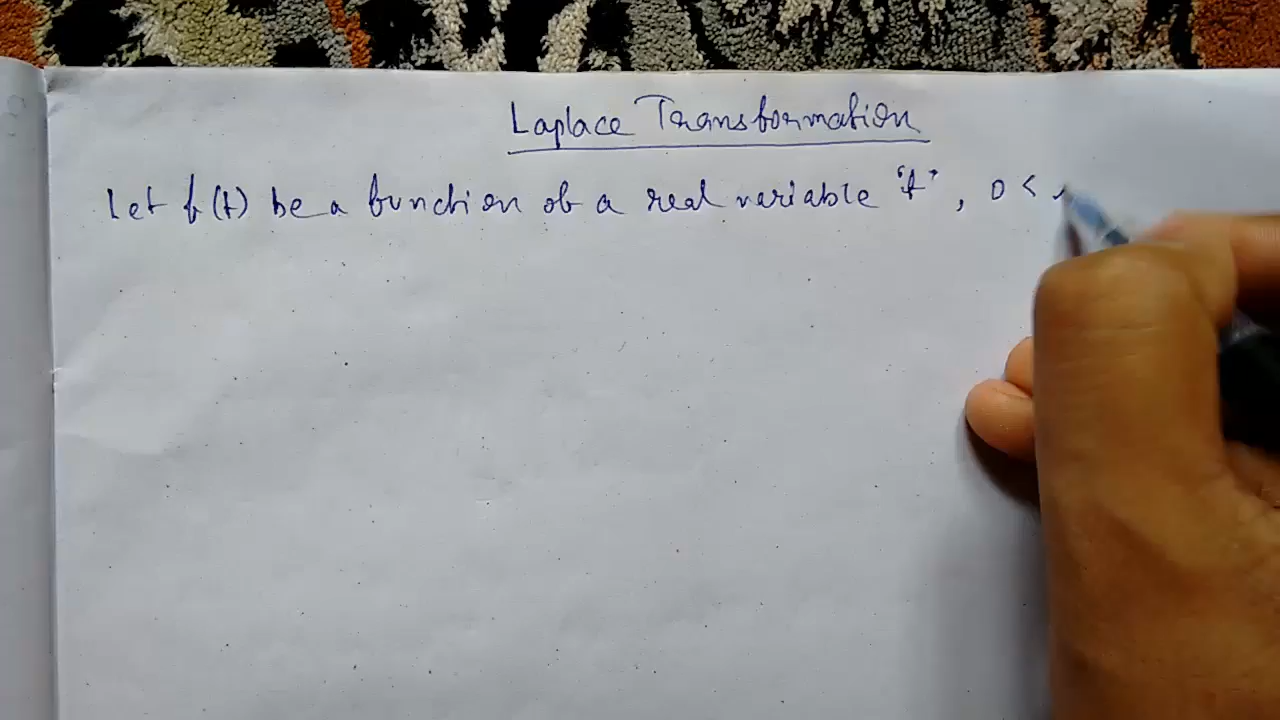 Laplace Transformation
Let f(t) be a function of a real variable 't', 0 <